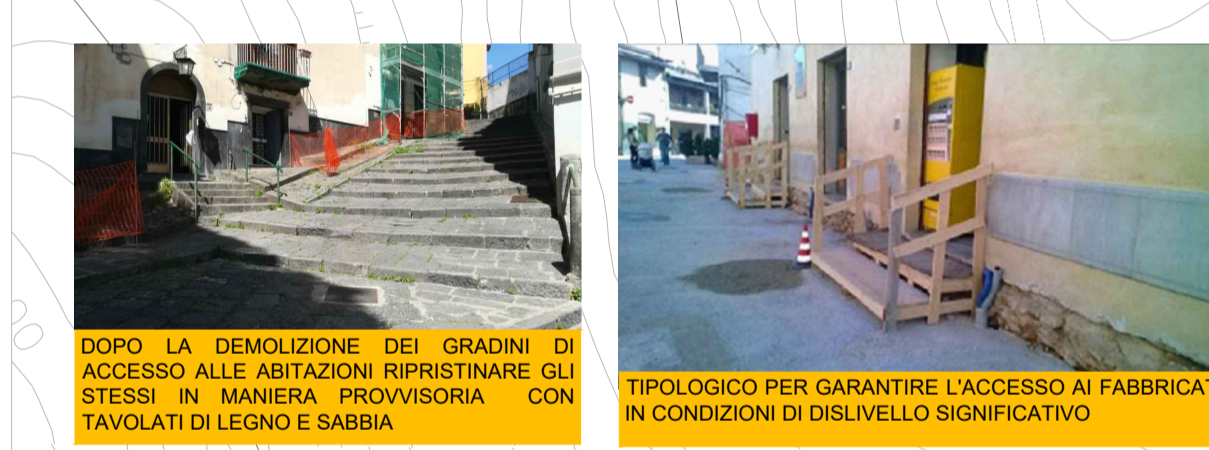 DOPO LA DEMOLIZIONE DEI GRADINI DI
ACCESSO ALLE ABITAZIONI RIPRISTINARE GLI
STESSI IN MANIERA PROVVISORIA CON
TAVOLATI DI LEGNO E SABBIA
TIPOLOGICO PER GARANTIRE L'ACCESSO AI FABBRICAT
IN CONDIZIONI DI DISLIVELLO SIGNIFICATIVO
80